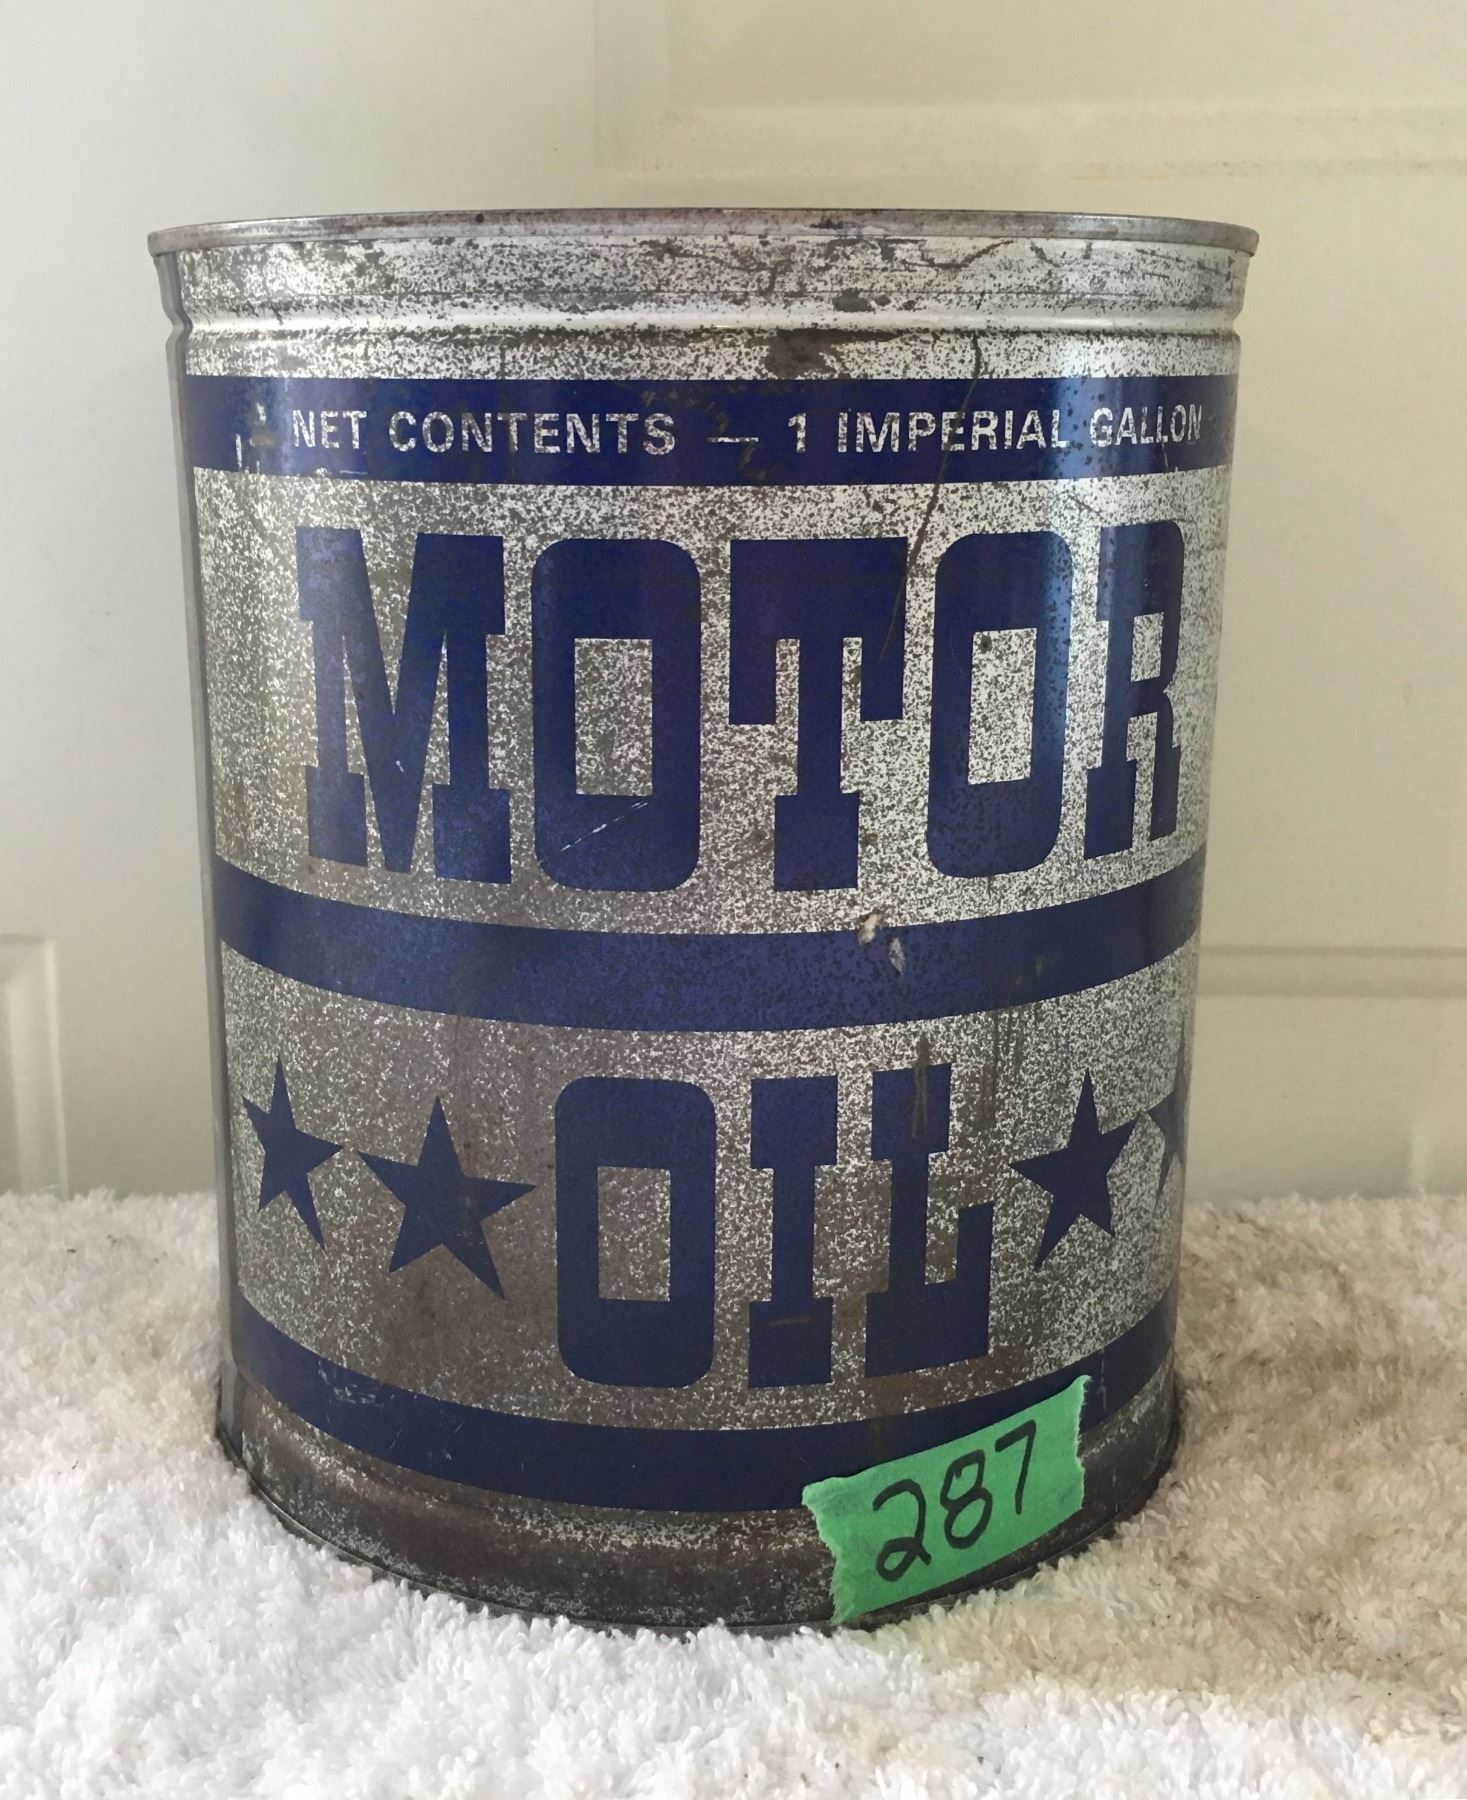 NET CONTENTS — 1 IMPERIAL GALLON
MOTOR
OIL
287